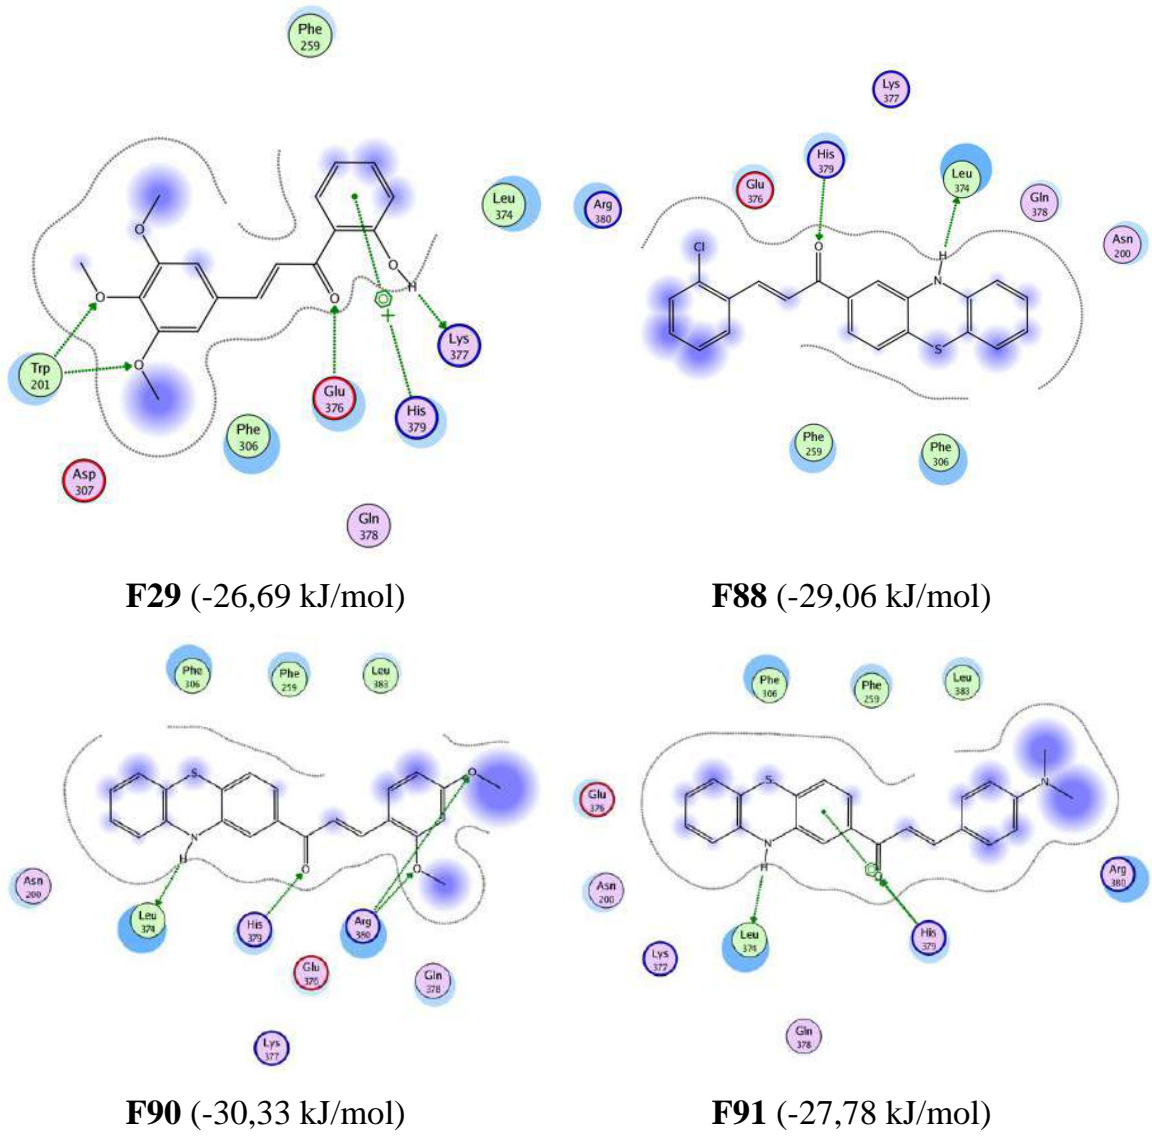 Phe
259
O
O
O
O
O
H
Trp
201
Leu
374
Lys
377
Glu
376
His
379
Phe
306
Asp
307
Gln
378
Lys
377
His
379
Glu
376
Arg
380
Leu
374
Gln
378
Asn
200
Cl
O
H
N
S
Phe
259
Phe
306
F29 (-26,69 kJ/mol)
F88 (-29,06 kJ/mol)
Phe
306
Phe
259
Leu
383
S
N
H
O
O
O
Asn
200
Leu
374
His
379
Arg
380
Glu
376
Gln
378
Lys
377
Phe
306
Phe
259
Leu
383
Glu
376
S
N
H
O
N
Asn
200
Arg
380
Lys
377
Leu
374
His
379
Gln
378
F90 (-30,33 kJ/mol)
F91 (-27,78 kJ/mol)